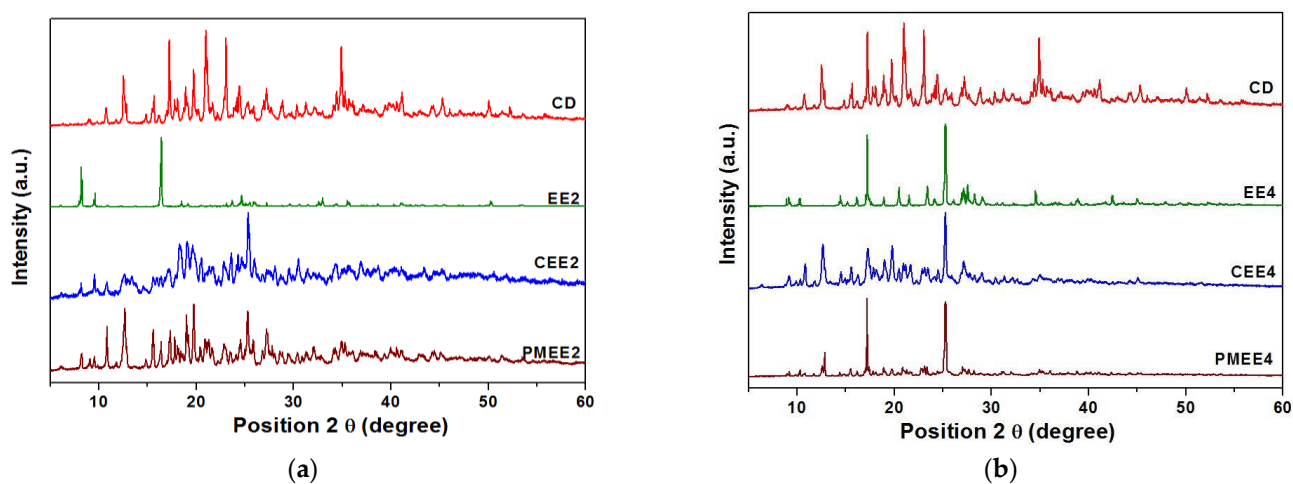 Intensity (a.u.)
CD
EE2
CEE2
PMEE2
10 20 30 40 50 60
Position 2 θ (degree)
(a)
Intensity (a.u.)
CD
EE4
CEE4
PMEE4
10 20 30 40 50 60
Position 2 θ (degree)
(b)